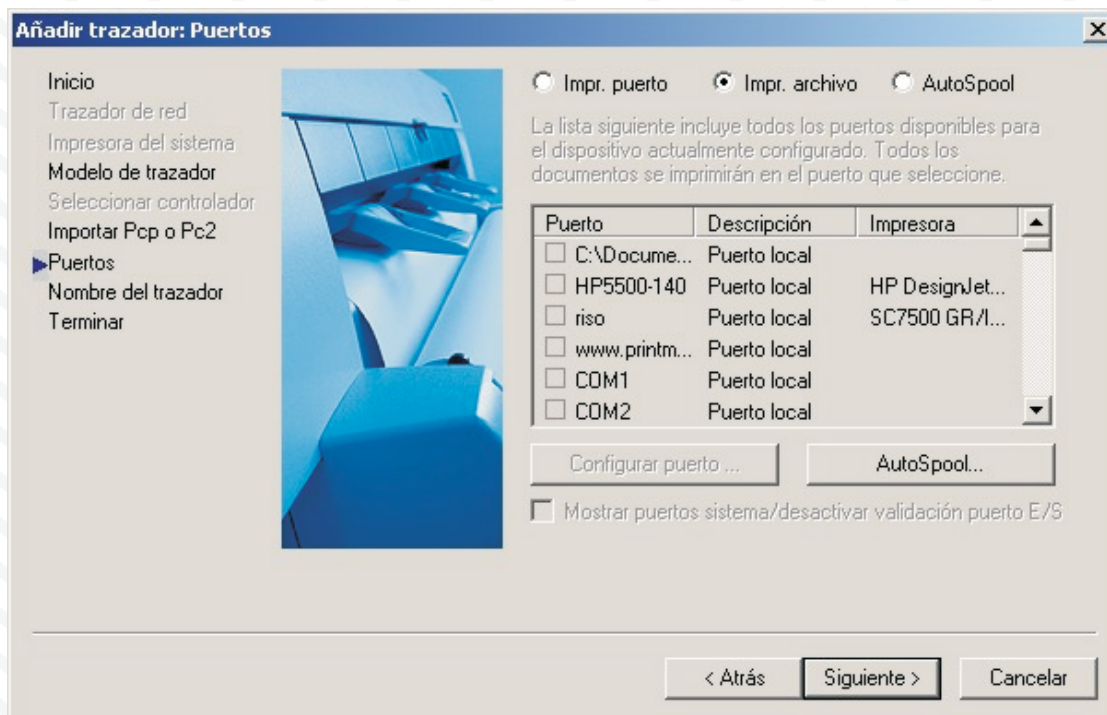 Añadir trazador: Puertos
Inicio
Trazador de red
Impresora del sistema
Modelo de trazador
Seleccionar controlador
Importar Pcp o Pc2
Puertos
Nombre del trazador
Terminar
Impr. puerto Impr. archivo AutoSpool
La lista siguiente incluye todos los puertos disponibles para
el dispositivo actualmente configurado. Todos los
documentos se imprimirán en el puerto que seleccione.
Puerto Descripción Impresora
C:\Docume... Puerto local
HP5500-140 Puerto local HP DesignJet...
riso Puerto local SC7500 GR/I...
www.printm... Puerto local
COM1 Puerto local
COM2 Puerto local
Configurar puerto ... AutoSpool...
Mostrar puertos sistema/desactivar validación puerto E/S
< Atrás Siguiente > Cancelar